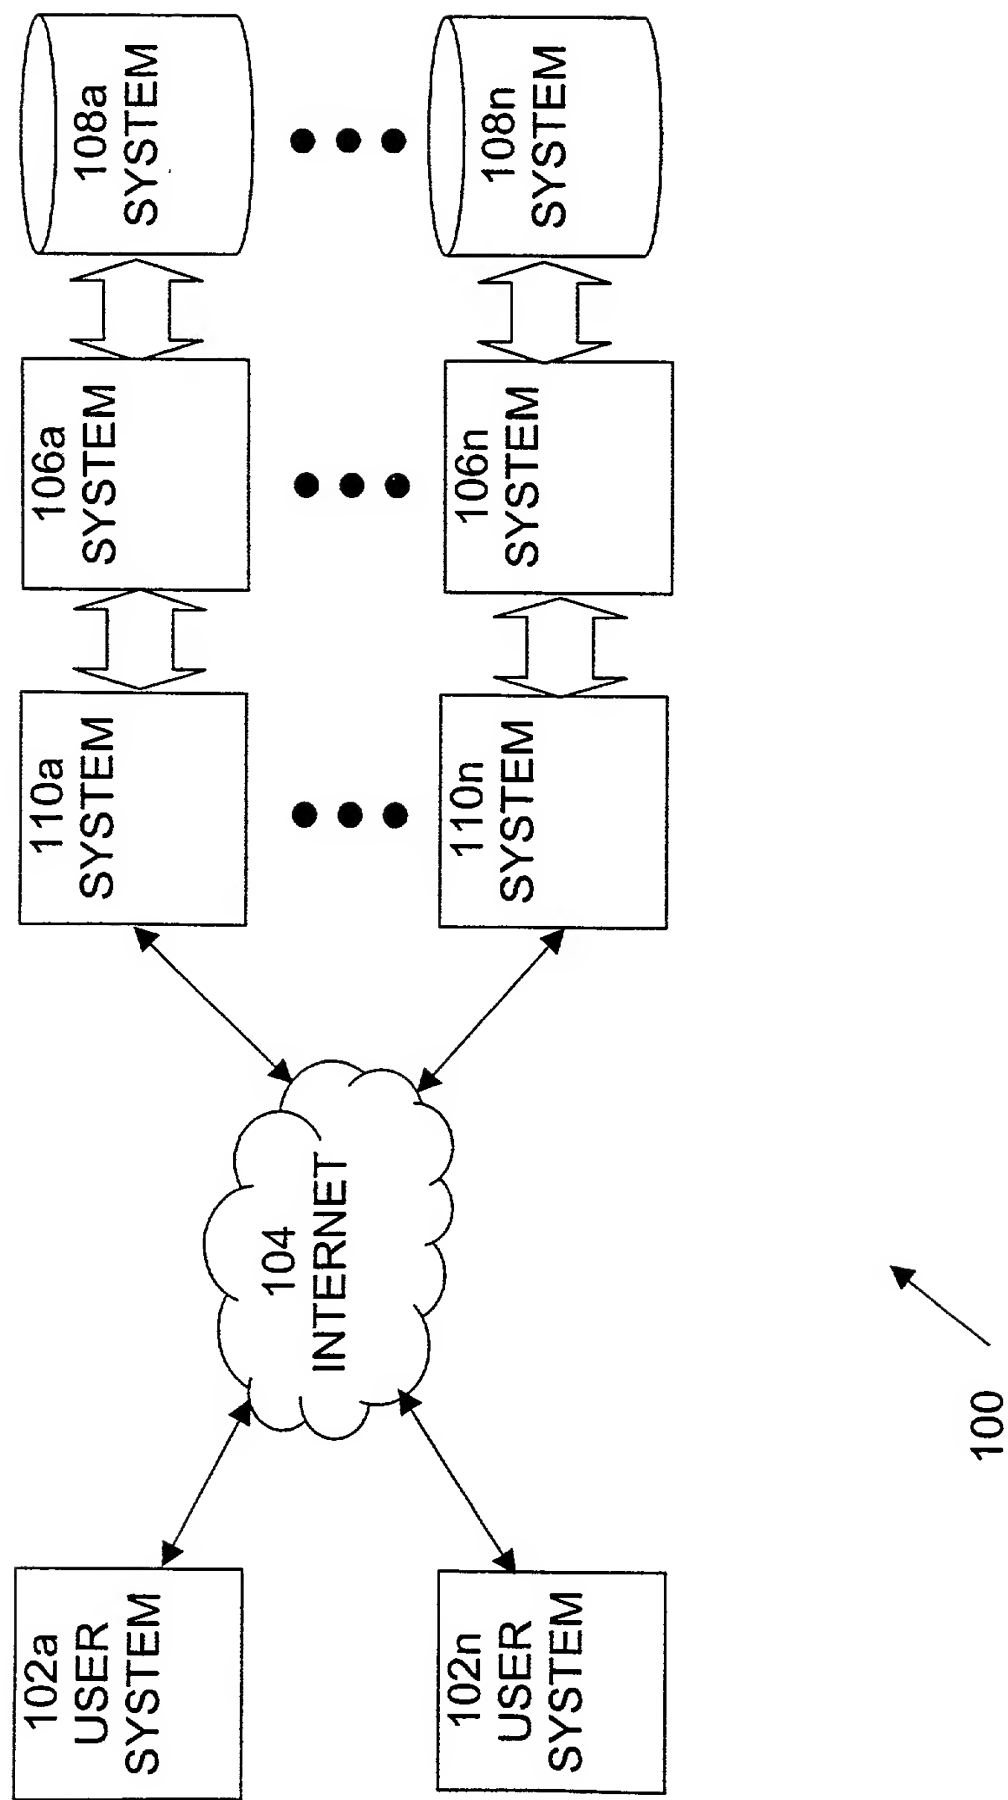 102a
USER
SYSTEM
102n
USER
SYSTEM
104
INTERNET
110a
SYSTEM
110n
SYSTEM
106a
SYSTEM
106n
SYSTEM
108a
SYSTEM
108n
SYSTEM
100